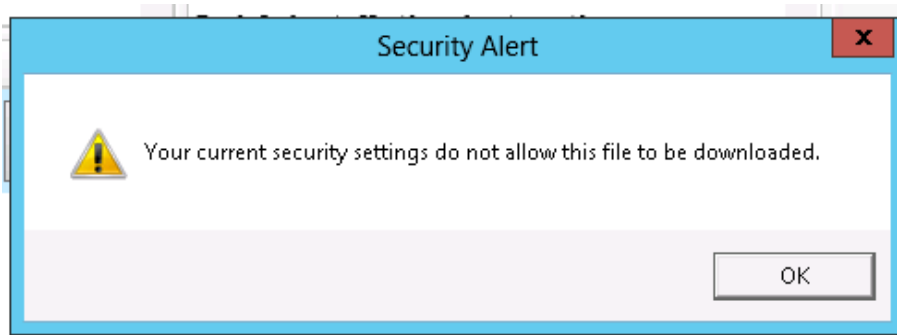 Security Alert
x
Your current security settings do not allow this file to be downloaded.
OK